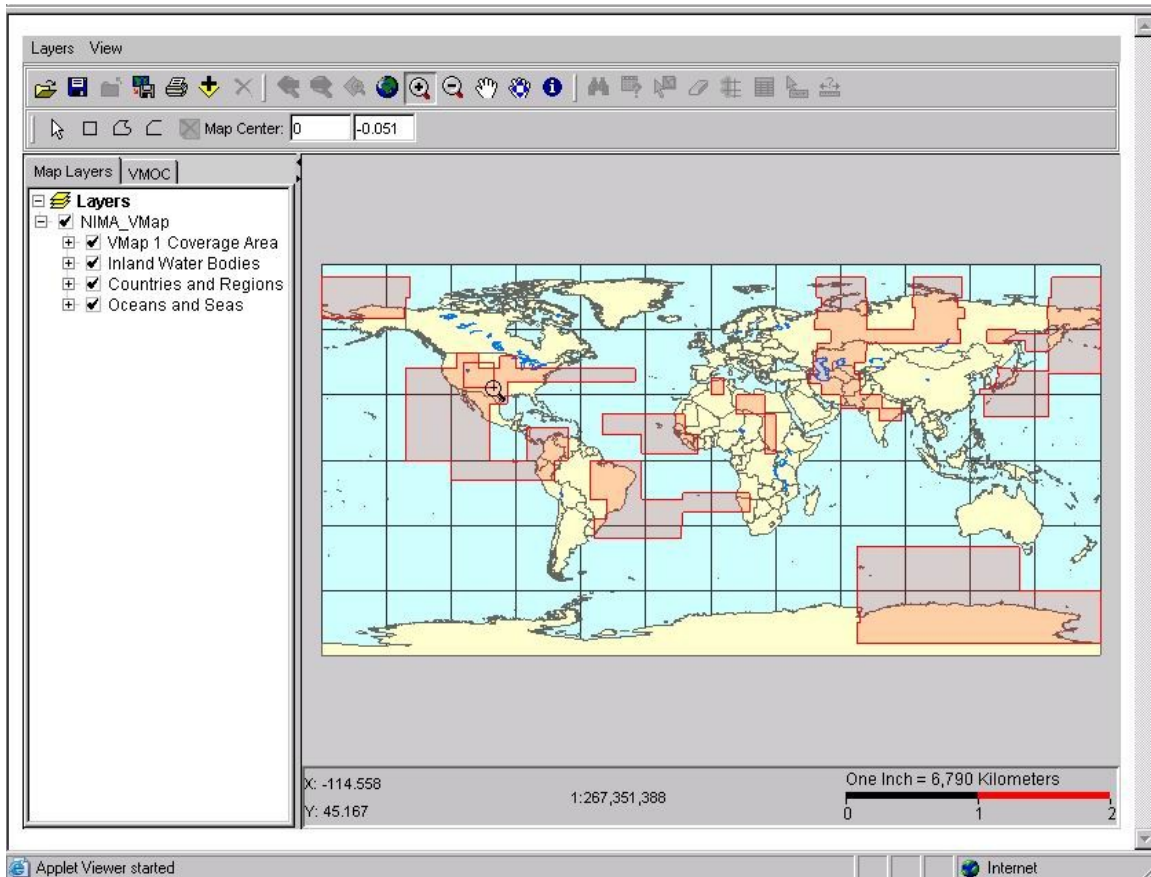 Layers View
Map Center: 0 -0.051
Map Layers VMOC
Layers
NIMA_VMap
VMap 1 Coverage Area
Inland Water Bodies
Countries and Regions
Oceans and Seas
X: -114.558
Y: 45.167
1:267,351,388
One Inch = 6,790 Kilometers
0 1 2
Applet Viewer started Internet